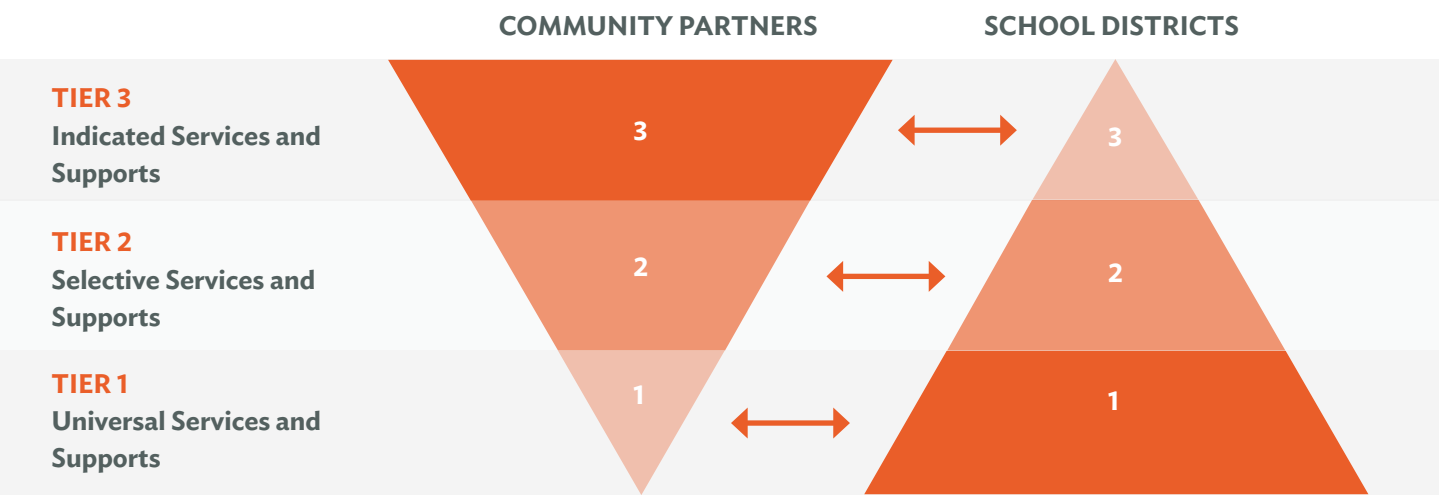 COMMUNITY PARTNERS
SCHOOL DISTRICTS
TIER 3
Indicated Services and
Supports
3
3
TIER 2
Selective Services and
Supports
2
2
TIER 1
Universal Services and
Supports
1
1